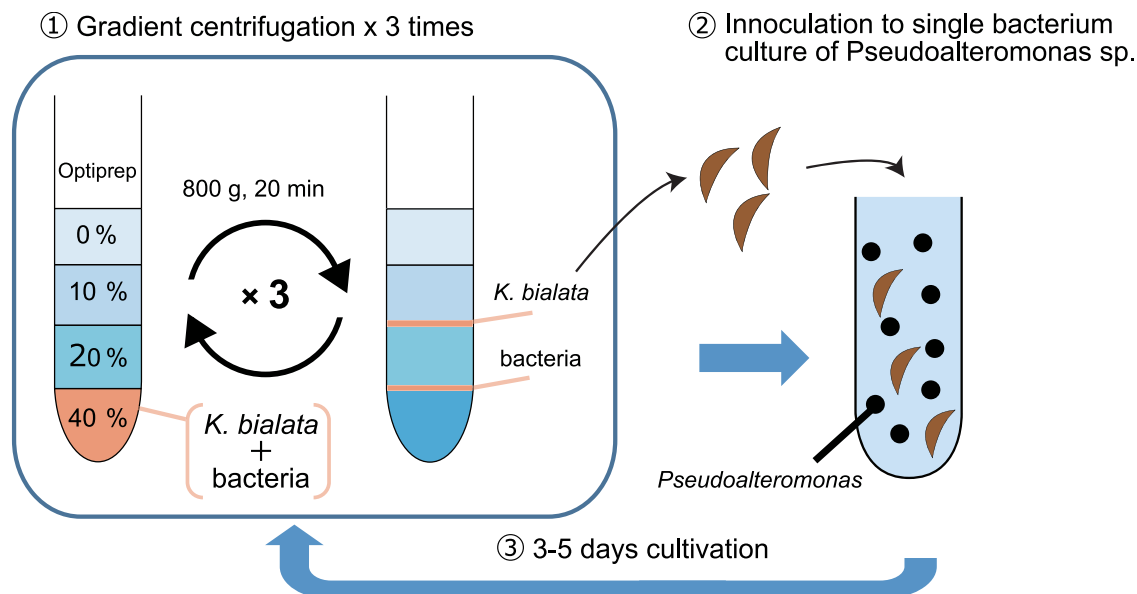 ① Gradient centrifugation x 3 times
② Innoculation to single bacterium
culture of Pseudoalteromonas sp.
Optiprep
0 %
10 %
20 %
40 %
800 g, 20 min
× 3
K. bialata
+
bacteria
K. bialata
bacteria
Pseudoalteromonas
③ 3-5 days cultivation